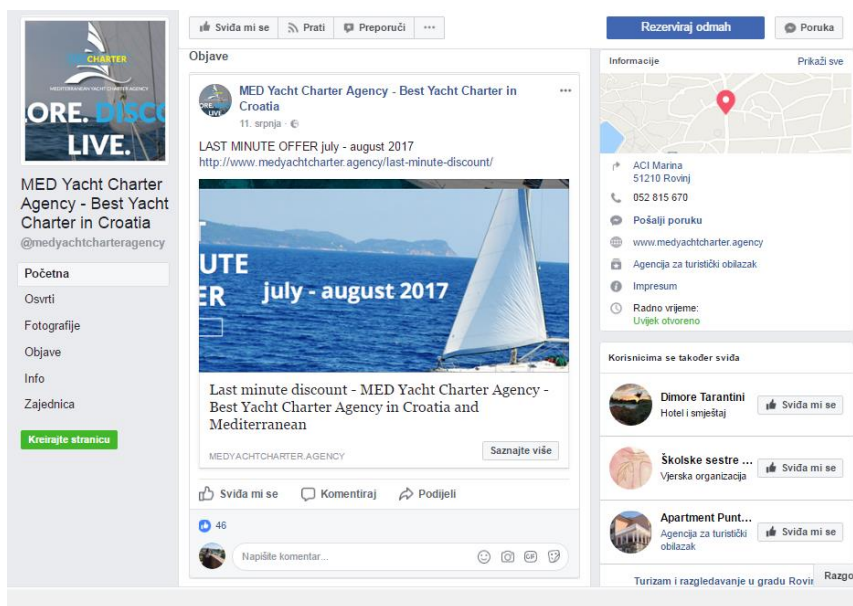 CHARTER
MEDITERRANEAN YACHT CHARTER AGENCY
LORE. DISCO
LIVE.
MED Yacht Charter
Agency - Best Yacht
Charter in Croatia
@medyachtcharteragency
Početna
Osvrti
Fotografije
Objave
Info
Zajednica
Kreirajte stranicu
Sviđa mi se Prati Preporuči ...
Objave
MED Yacht Charter Agency - Best Yacht Charter in
Croatia
11. srpnja ·
LAST MINUTE OFFER july - august 2017
http://www.medyachtcharter.agency/last-minute-discount/
UTE
ER july - august 2017
Last minute discount - MED Yacht Charter Agency -
Best Yacht Charter Agency in Croatia and
Mediterranean
MEDYACHTCHARTER.AGENCY Saznajte više
Sviđa mi se Komentiraj Podijeli
46
Napišite komentar...
GIF
Rezerviraj odmah Poruka
Informacije Prikaži sve
ACI Marina
51210 Rovinj
052 815 670
Pošalji poruku
www.medyachtcharter.agency
Agencija za turistički obilazak
Impresum
Radno vrijeme:
Uvijek otvoreno
Korisnicima se također sviđa
Dimore Tarantini
Hotel i smještaj
Sviđa mi se
Školske sestre ...
Vjerska organizacija
Sviđa mi se
Apartment Punt...
Agencija za turistički
obilazak
Sviđa mi se
Turizam i razgledavanje u gradu Rovi
Razgo